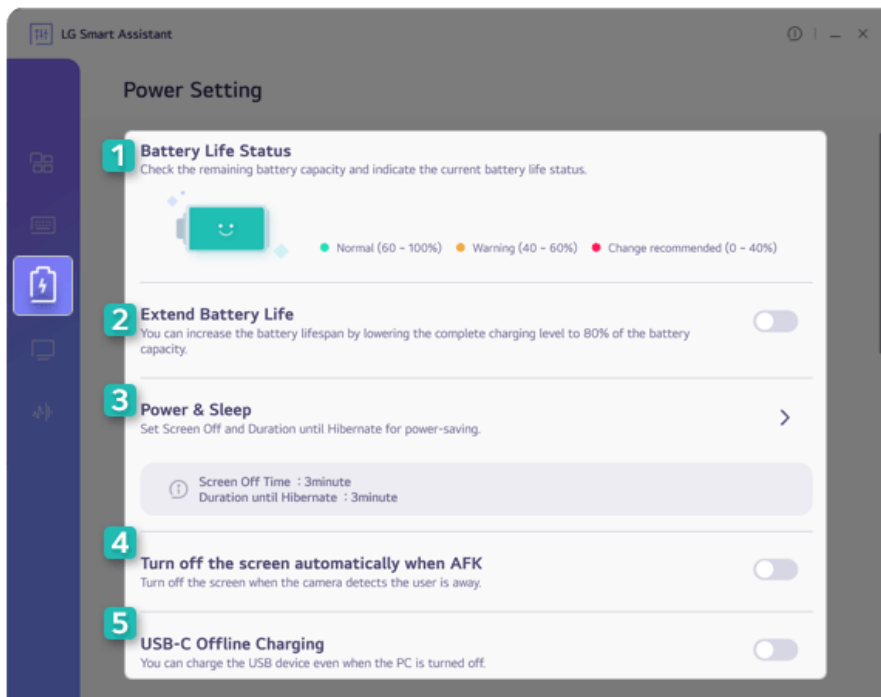 LG Smart Assistant
Power Setting
1
Battery Life Status
Check the remaining battery capacity and indicate the current battery life status.
Normal (60 ~ 100%) Warning (40 ~ 60%) Change recommended (0 ~ 40%)
2
Extend Battery Life
You can increase the battery lifespan by lowering the complete charging level to 80% of the battery
capacity.
3
Power & Sleep
Set Screen Off and Duration until Hibernate for power-saving.
Screen Off Time : 3minute
Duration until Hibernate : 3minute
4
Turn off the screen automatically when AFK
Turn off the screen when the camera detects the user is away.
5
USB-C Offline Charging
You can charge the USB device even when the PC is turned off.